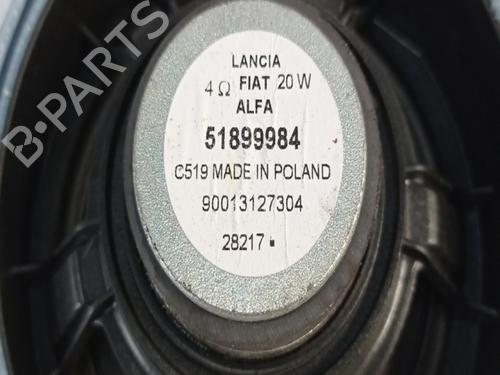 LANCIA
4 Ω FIAT 20 W
ALFA
51899984
C519 MADE IN POLAND
90013127304
28217
B-PARTS